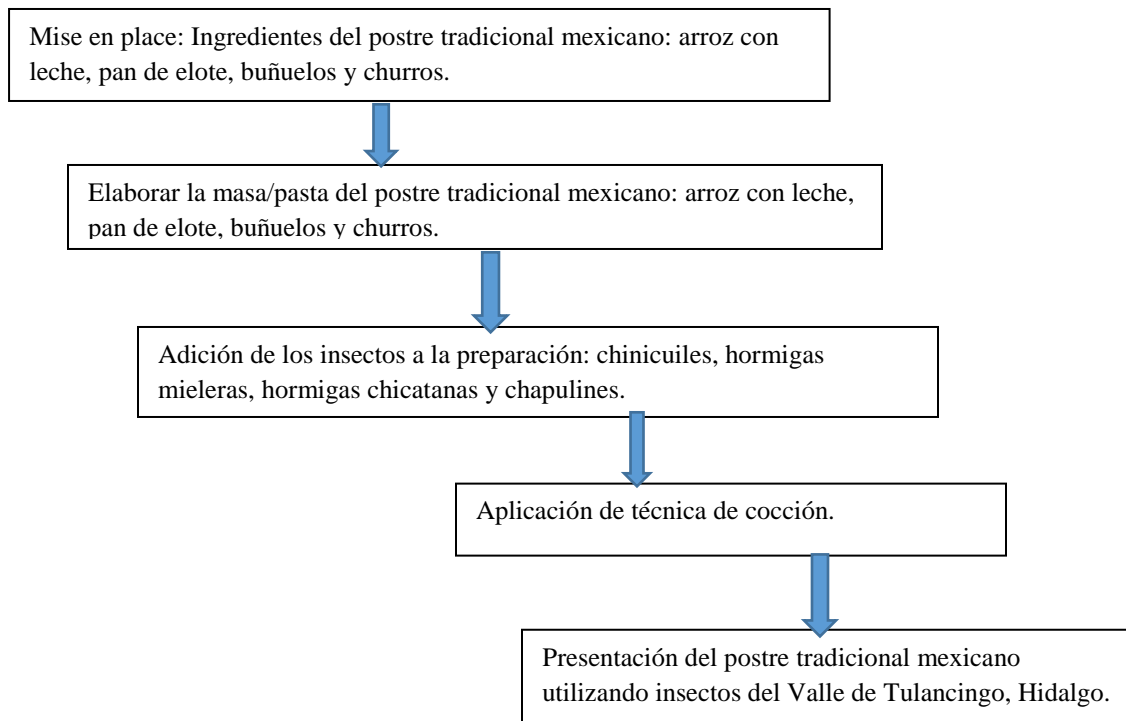 Mise en place: Ingredientes del postre tradicional mexicano: arroz con
leche, pan de elote, buñuelos y churros.
Elaborar la masa/pasta del postre tradicional mexicano: arroz con leche,
pan de elote, buñuelos y churros.
Adición de los insectos a la preparación: chinicuiles, hormigas
mieleras, hormigas chicatanas y chapulines.
Aplicación de técnica de cocción.
Presentación del postre tradicional mexicano
utilizando insectos del Valle de Tulancingo, Hidalgo.